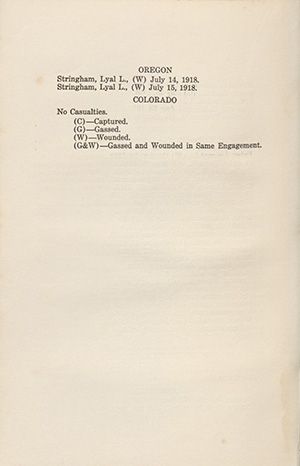 OREGON
Stringham, Lyal L., (W) July 14, 1918.
Stringham, Lyal L., (W) July 15, 1918.
COLORADO
No Casualties.
(C)—Captured.
(G)—Gassed.
(W)—Wounded.
(G&W)—Gassed and Wounded in Same Engagement.